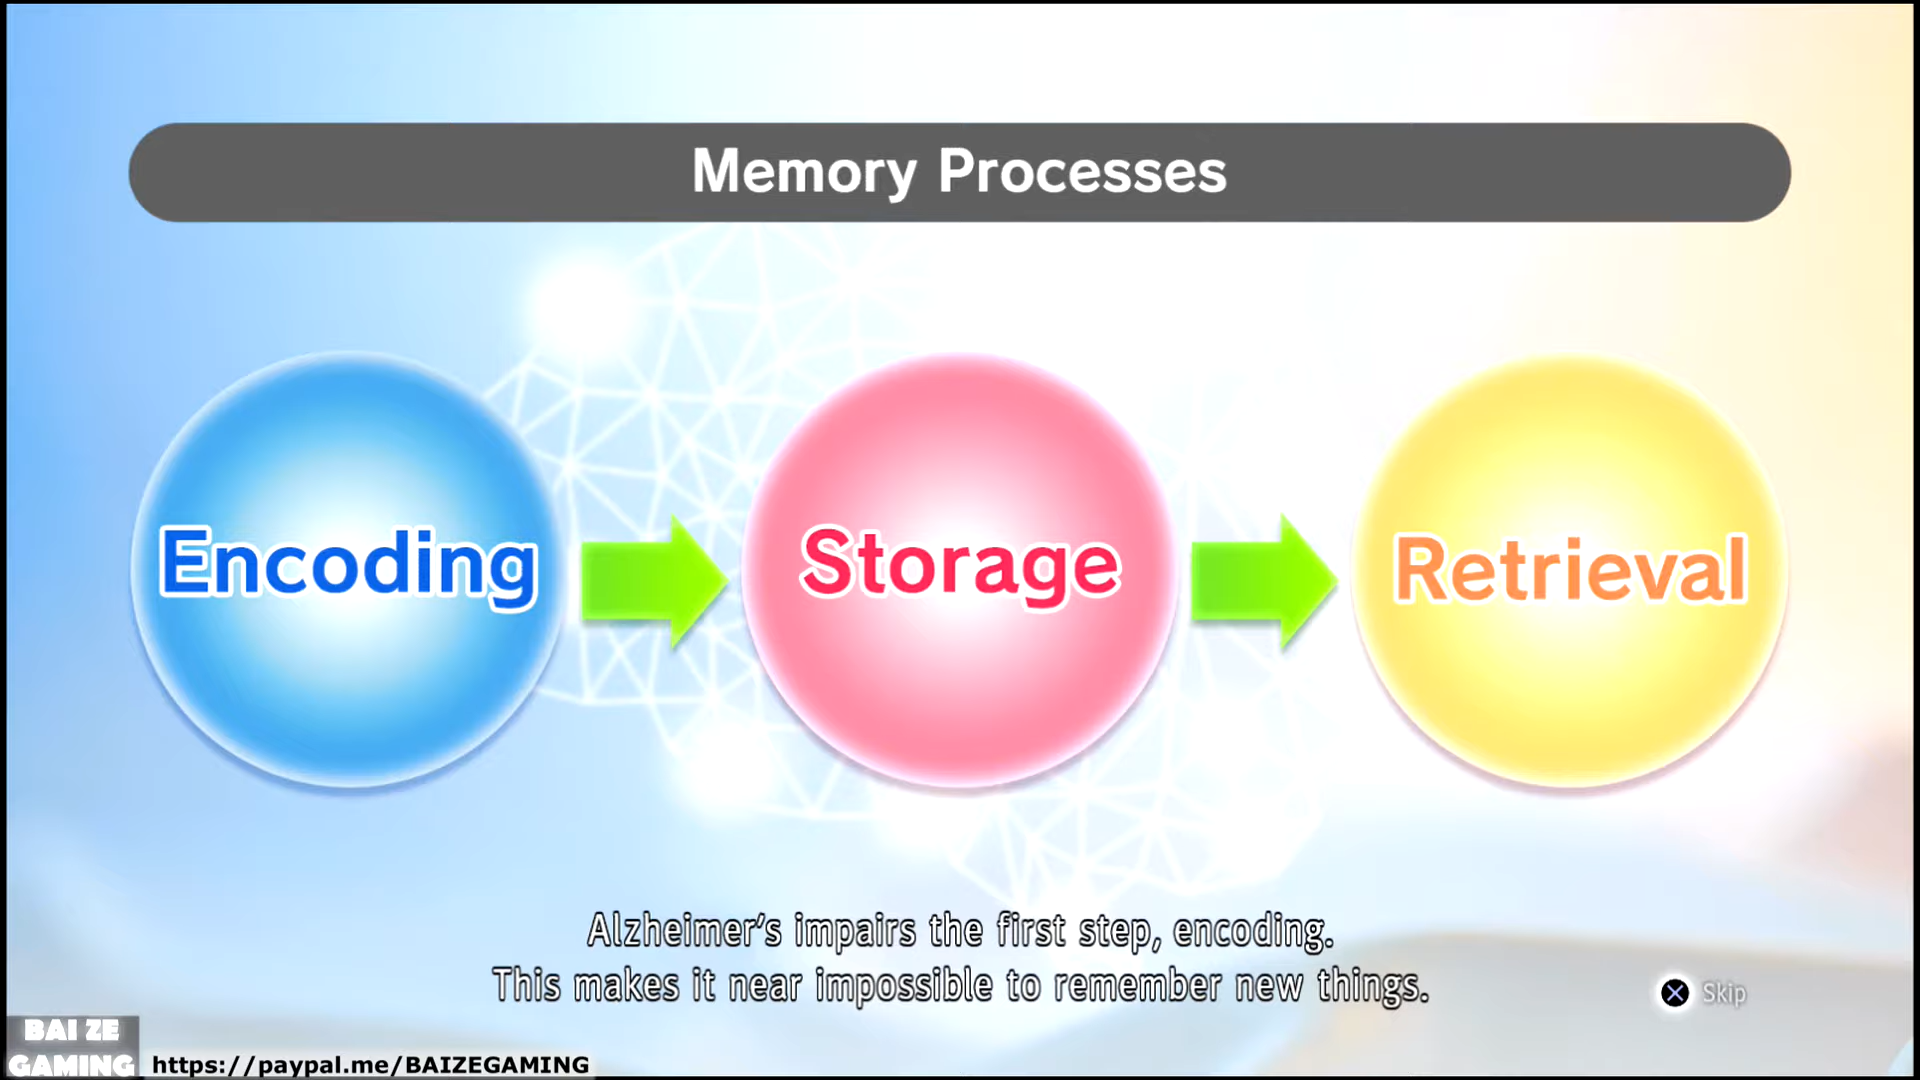 Memory Processes
Encoding
Storage
Retrieval
Alzheimer's impairs the first step, encoding.
This makes it near impossible to remember new things.
Skip
BAI ZE
GAMING
https://paypal.me/BAIZEGAMING